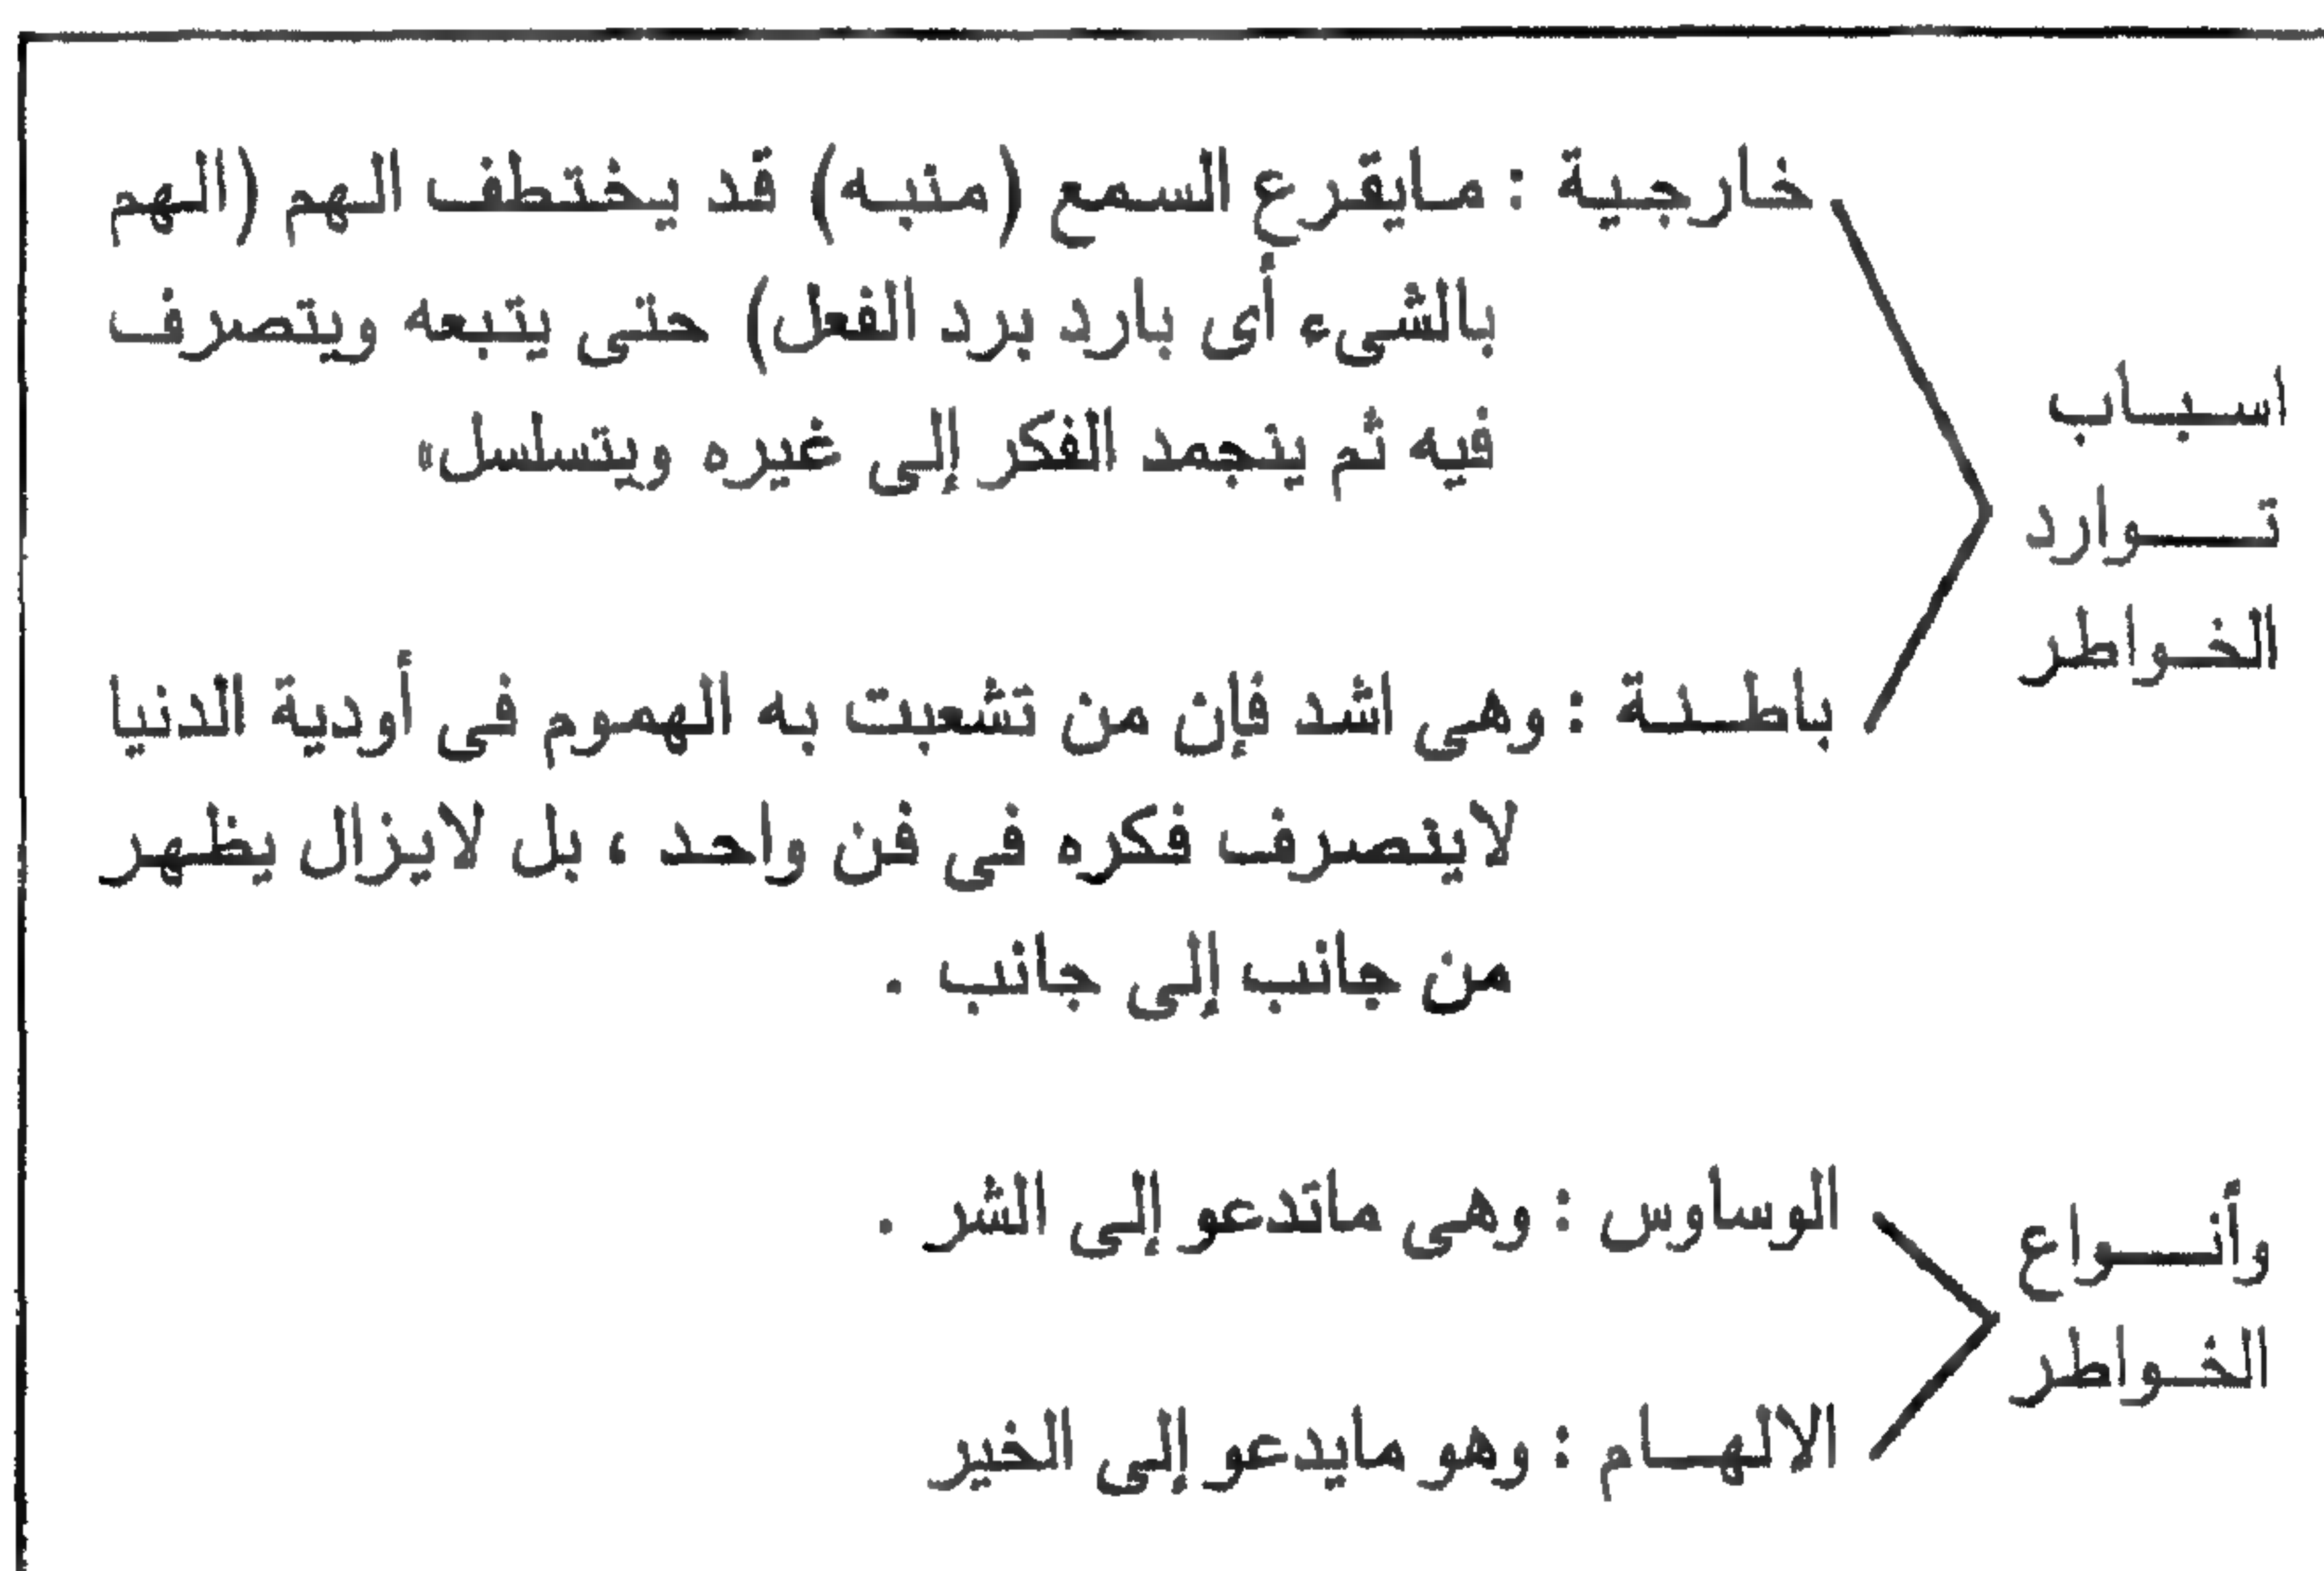 اسباب
توارد
الخواطر
خارجية : مايقرع السمع (منبه) قد يختطف الهم (الهم
بالشىء أى بارد برد الفعل) حتى يتبعه ويتصرف
فيه ثم ينجمد الفكر إلى غيره ويتسلسل»
باطنة : وهى اشد فإن من تشعبت به الهموم فى أودية الدنيا
لاينصرف فكره فى فن واحد ، بل لايزال يظهر
من جانب إلى جانب .
وأنواع
الخواطر
الوساوس : وهى ماتدعو إلى الشر .
الالهام : وهو مايدعو إلى الخير